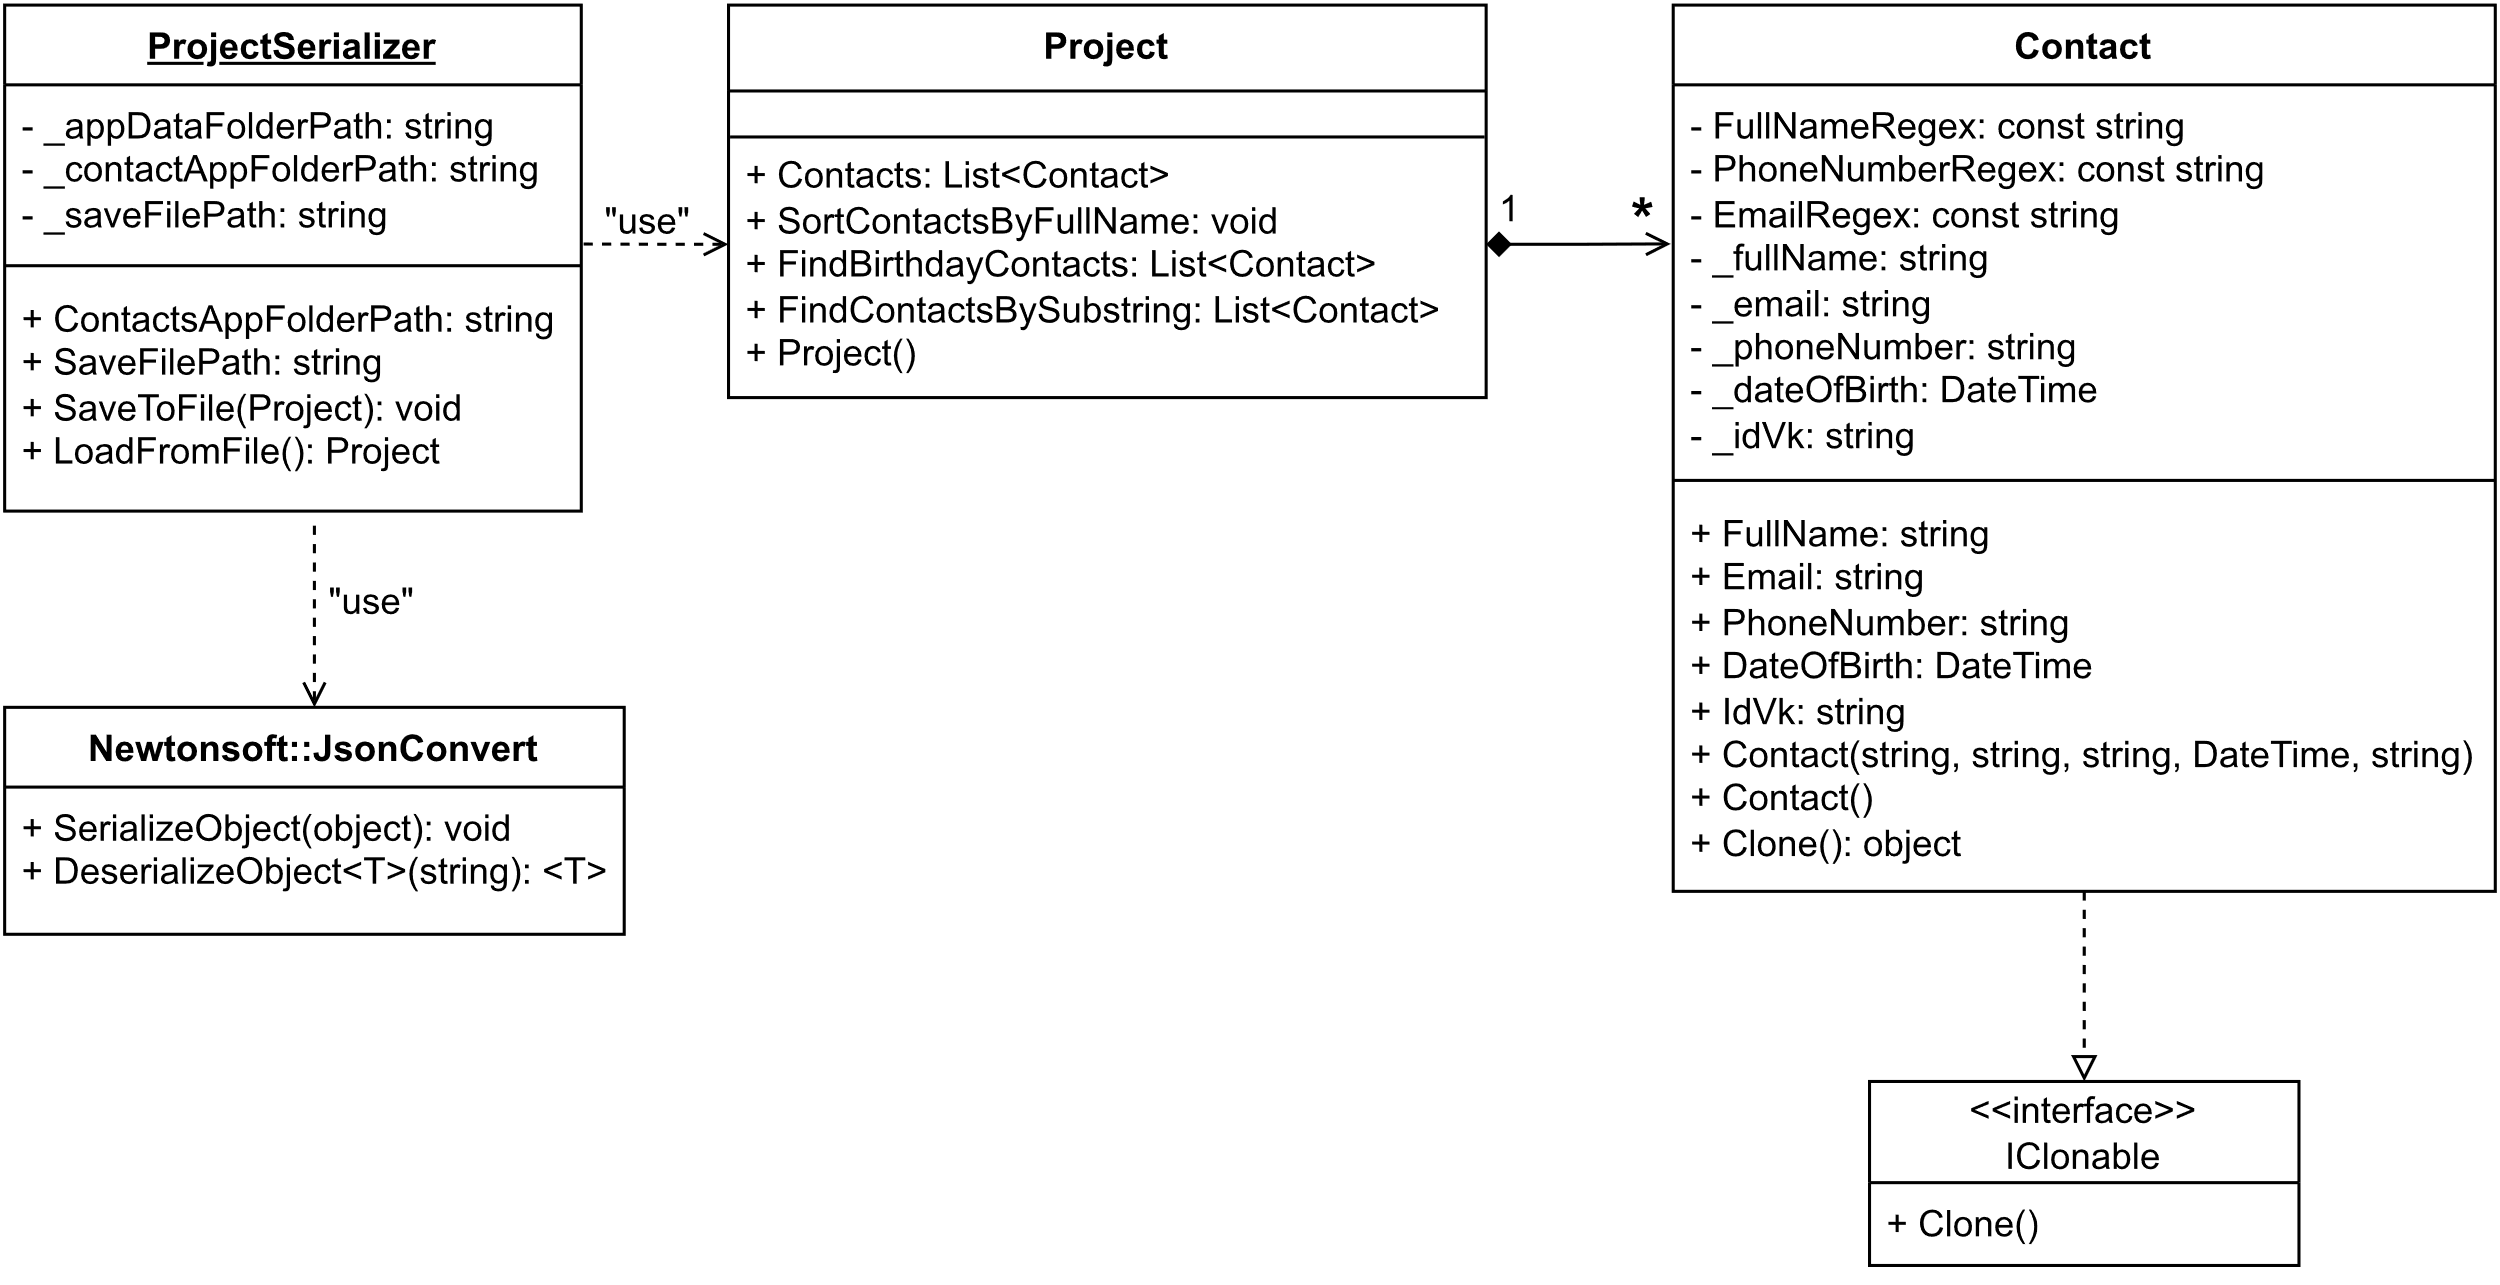 ProjectSerializer
- _appDataFolderPath: string
- _contactAppFolderPath: string
- _saveFilePath: string
+ ContactsAppFolderPath: string
+ SaveFilePath: string
+ SaveToFile(Project): void
+ LoadFromFile(): Project
"use"
Project
+ Contacts: List<Contact>
+ SortContactsByFullName: void
+ FindBirthdayContacts: List<Contact>
+ FindContactsBySubstring: List<Contact>
+ Project()
1
*
Contact
- FullNameRegex: const string
- PhoneNumberRegex: const string
- EmailRegex: const string
- _fullName: string
- _email: string
- _phoneNumber: string
- _dateOfBirth: DateTime
- _idVk: string
+ FullName: string
+ Email: string
+ PhoneNumber: string
+ DateOfBirth: DateTime
+ IdVk: string
+ Contact(string, string, string, DateTime, string)
+ Contact()
+ Clone(): object
"use"
Newtonsoft::JsonConvert
+ SerializeObject(object): void
+ DeserializeObject<T>(string): <T>
<<interface>>
IClonable
+ Clone()